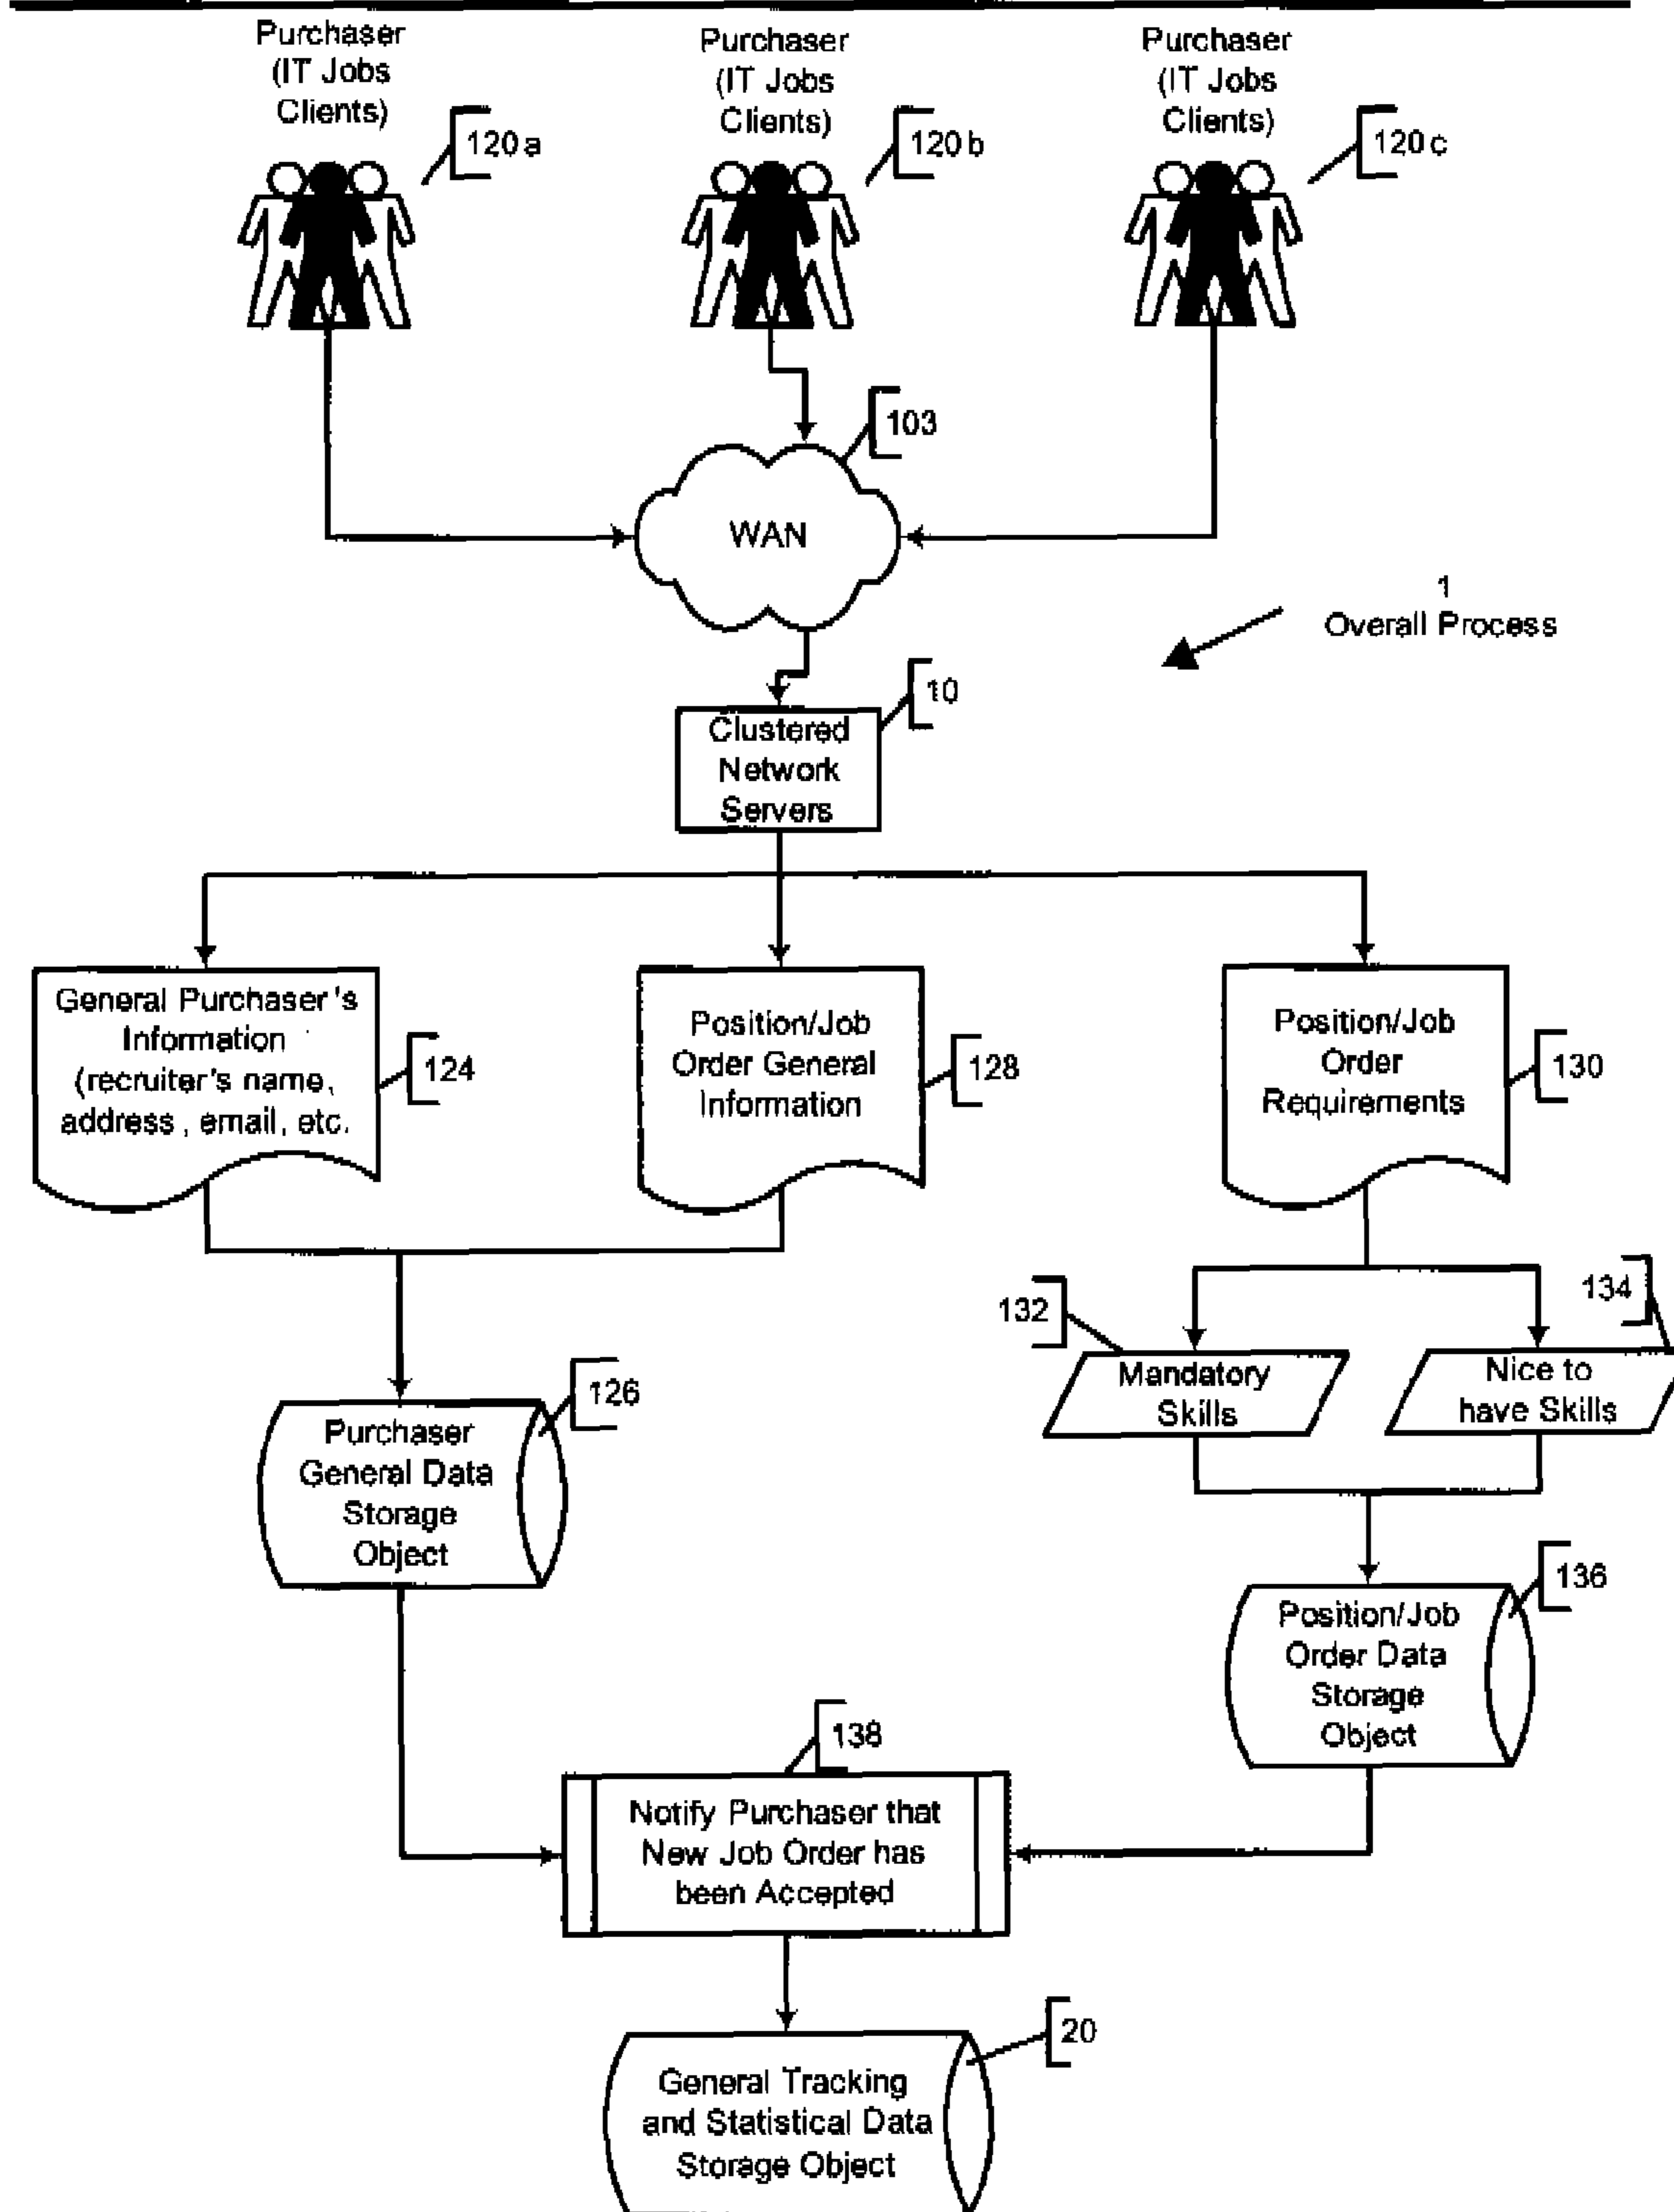 Purchaser
(IT Jobs
Clients)
120a
Purchaser
(IT Jobs
Clients)
120b
Purchaser
(IT Jobs
Clients)
120c
103
WAN
1
Overall Process
10
Clustered
Network
Servers
General Purchaser's
Information
(recruiter's name,
address, email, etc.
124
Position/Job
Order General
Information
128
Position/Job
Order
Requirements
130
132
Mandatory
Skills
134
Nice to
have Skills
126
Purchaser
General Data
Storage
Object
136
Position/Job
Order Data
Storage
Object
138
Notify Purchaser that
New Job Order has
been Accepted
20
General Tracking
and Statistical Data
Storage Object